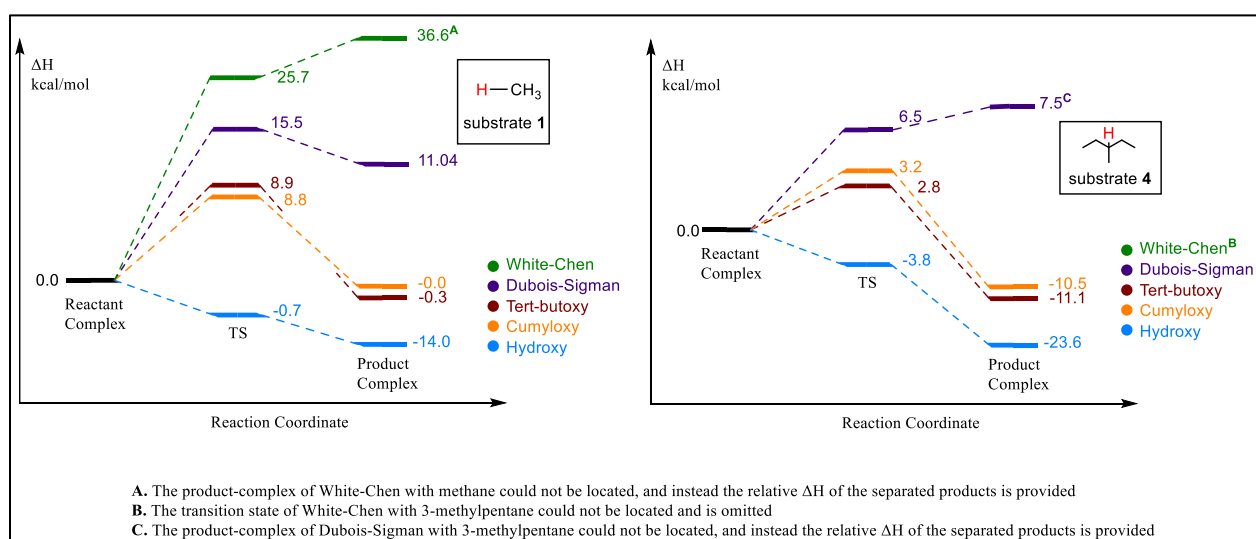 ΔH
kcal/mol
36.6A
25.7
15.5
11.04
8.9
8.8
0.0
-0.0
-0.3
-0.7
-14.0
Reactant
Complex
TS
Product
Complex
H—CH3
substrate 1
White-Chen
Dubois-Sigman
Tert-butoxy
Cumyloxy
Hydroxy
Reaction Coordinate
ΔH
kcal/mol
7.5C
6.5
3.2
2.8
0.0
-3.8
-10.5
-11.1
-23.6
Reactant
Complex
TS
Product
Complex
H
substrate 4
White-ChenB
Dubois-Sigman
Tert-butoxy
Cumyloxy
Hydroxy
Reaction Coordinate
A. The product-complex of White-Chen with methane could not be located, and instead the relative ΔH of the separated products is provided
B. The transition state of White-Chen with 3-methylpentane could not be located and is omitted
C. The product-complex of Dubois-Sigman with 3-methylpentane could not be located, and instead the relative ΔH of the separated products is provided